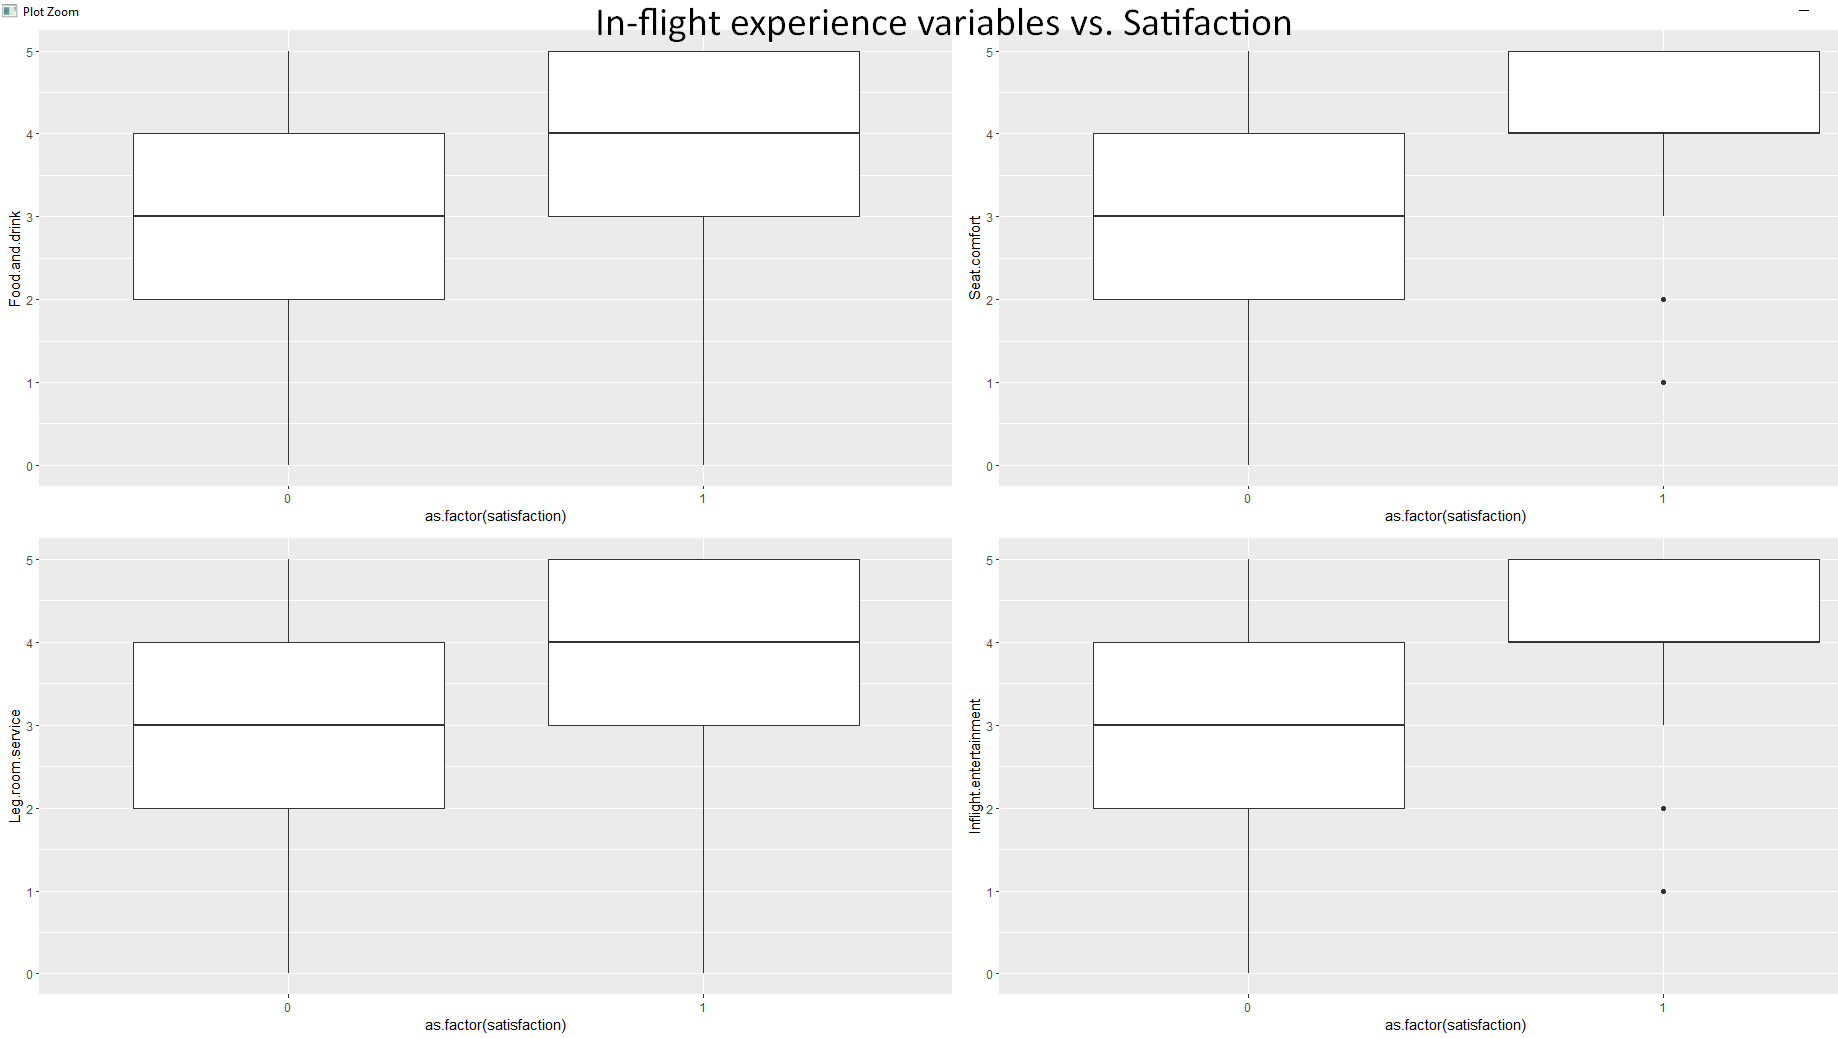 Plot Zoom
In-flight experience variables vs. Satifaction
Food.and.drink
5
4
3
2
1
0
0 1
as.factor(satisfaction)
Seat.comfort
5
4
3
2
1
0
0 1
as.factor(satisfaction)
Leg.room.service
5
4
3
2
1
0
0 1
as.factor(satisfaction)
Inflight.entertainment
5
4
3
2
1
0
0 1
as.factor(satisfaction)